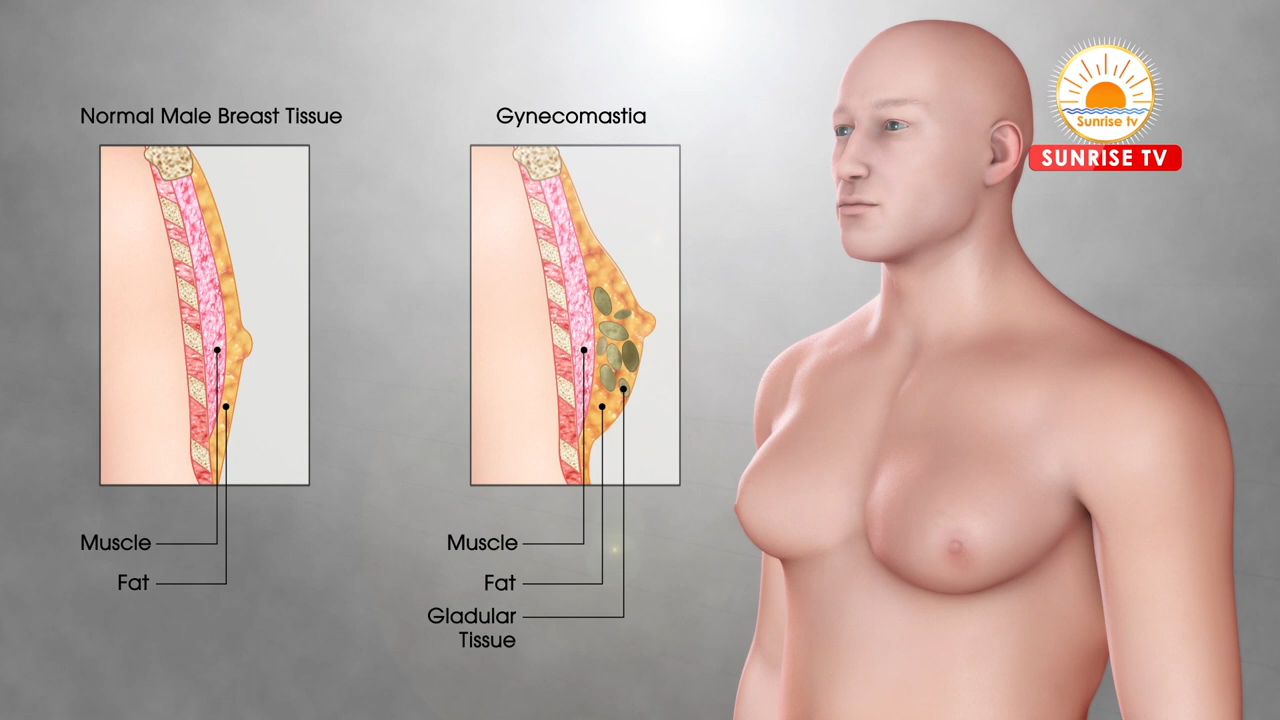 Normal Male Breast Tissue
Gynecomastia
Sunrise tv
SUNRISE TV
Muscle
Fat
Muscle
Fat
Gladular
Tissue